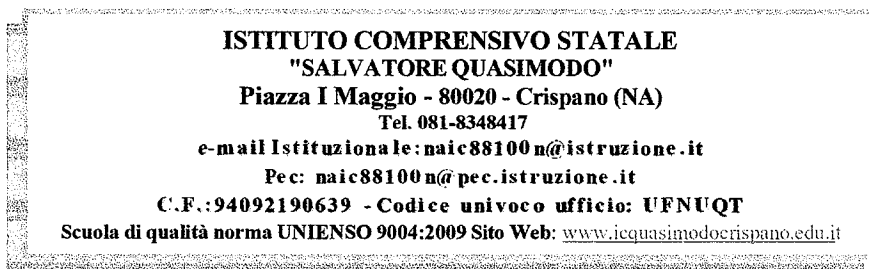 ISTITUTO COMPRENSIVO STATALE
"SALVATORE QUASIMODO"
Piazza I Maggio - 80020 - Crispano (NA)
Tel. 081-8348417
e-mail Istituzionale:naic88100n@istruzione.it
Pec: naic88100n@pec.istruzione.it
C.F.:94092190639 - Codice univoco ufficio: UFNUQT
Scuola di qualità norma UNIENSO 9004:2009 Sito Web: www.icquasimodocrispano.edu.it